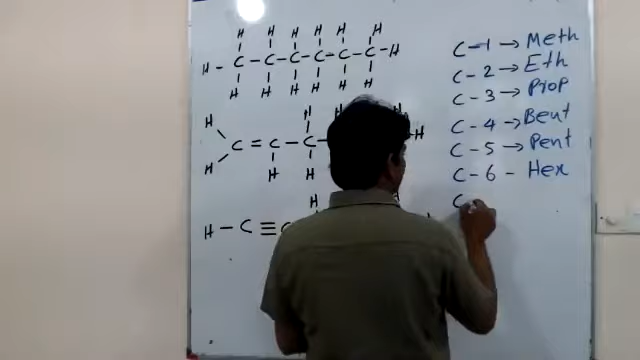 H H H H H H
H - C - C - C - C - C - C - H
H H H H H H
H H
C = C - C H
H H H
H
H - C ≡ C
C - 1 → Meth
C - 2 → Eth
C - 3 → Prop
C - 4 → Beut
C - 5 → Pent
C - 6 - Hex
C